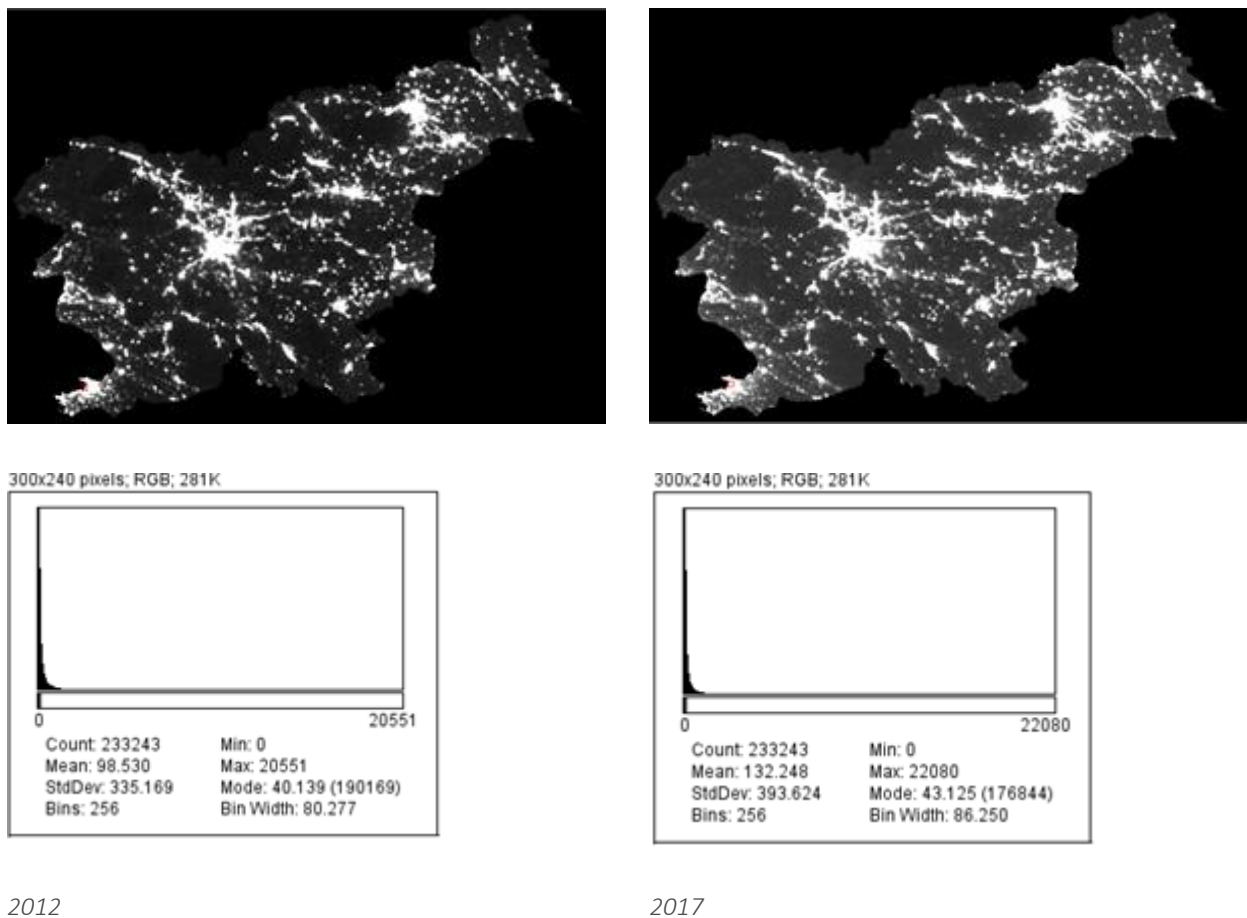 300x240 pixels; RGB; 281K
0 20551
Count: 233243 Min: 0
Mean: 98.530 Max: 20551
StdDev: 335.169 Mode: 40.139 (190169)
Bins: 256 Bin Width: 80.277
2012
300x240 pixels; RGB; 281K
0 22080
Count: 233243 Min: 0
Mean: 132.248 Max: 22080
StdDev: 393.624 Mode: 43.125 (176844)
Bins: 256 Bin Width: 86.250
2017